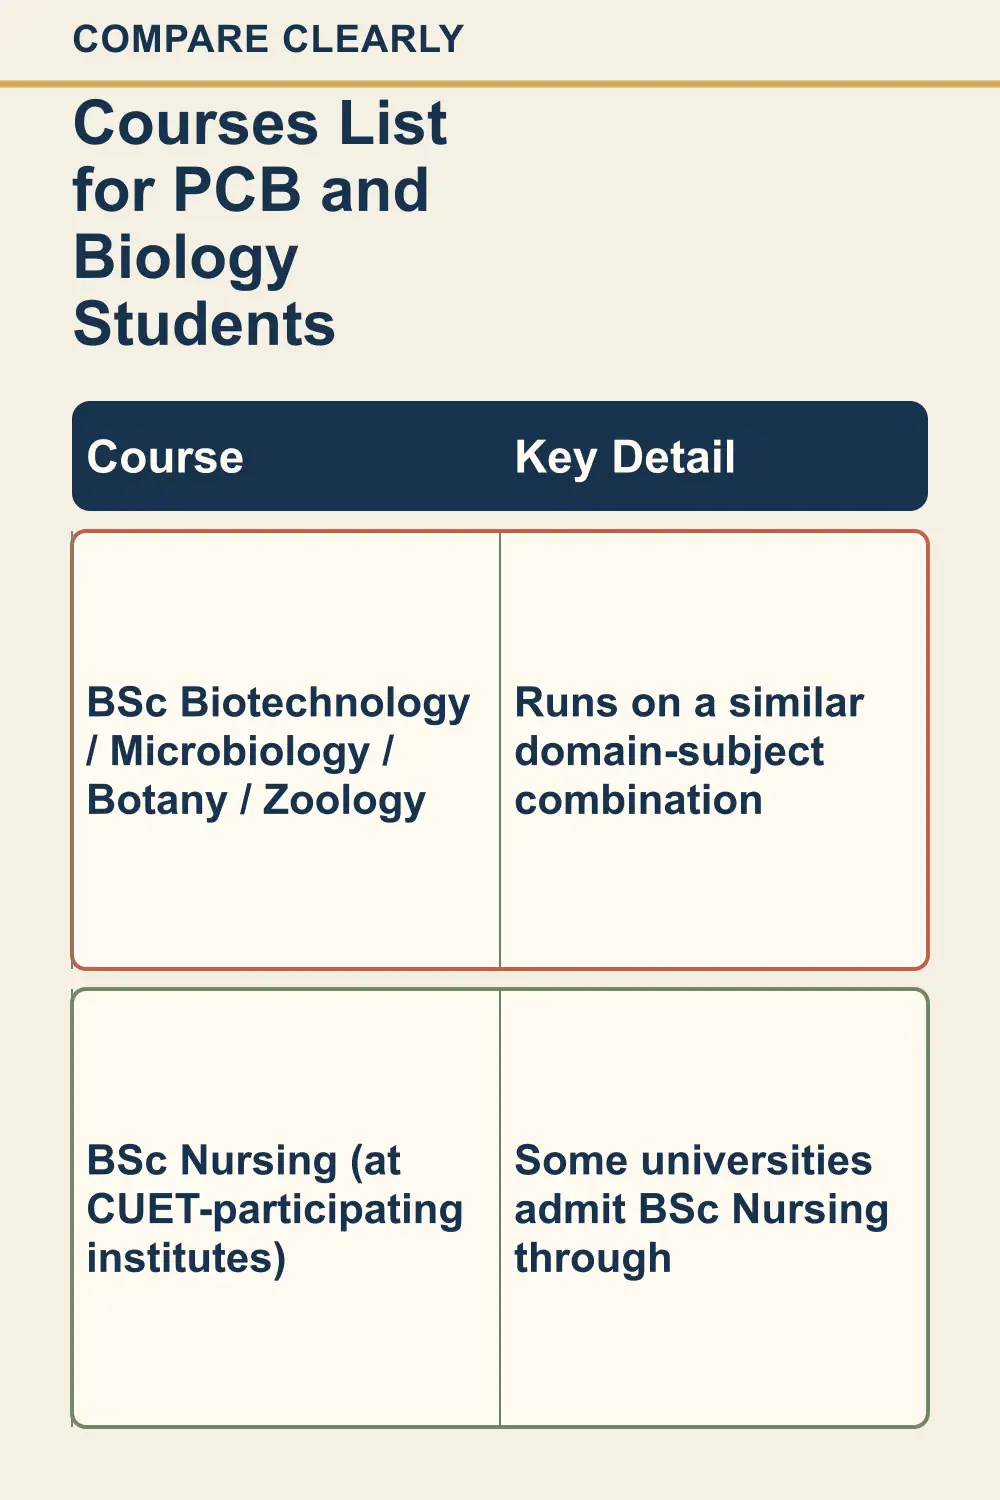 COMPARE CLEARLY
Courses List
for PCB and
Biology
Students
Course
Key Detail
BSc Biotechnology
/ Microbiology /
Botany / Zoology
Runs on a similar
domain-subject
combination
BSc Nursing (at
CUET-participating
institutes)
Some universities
admit BSc Nursing
through